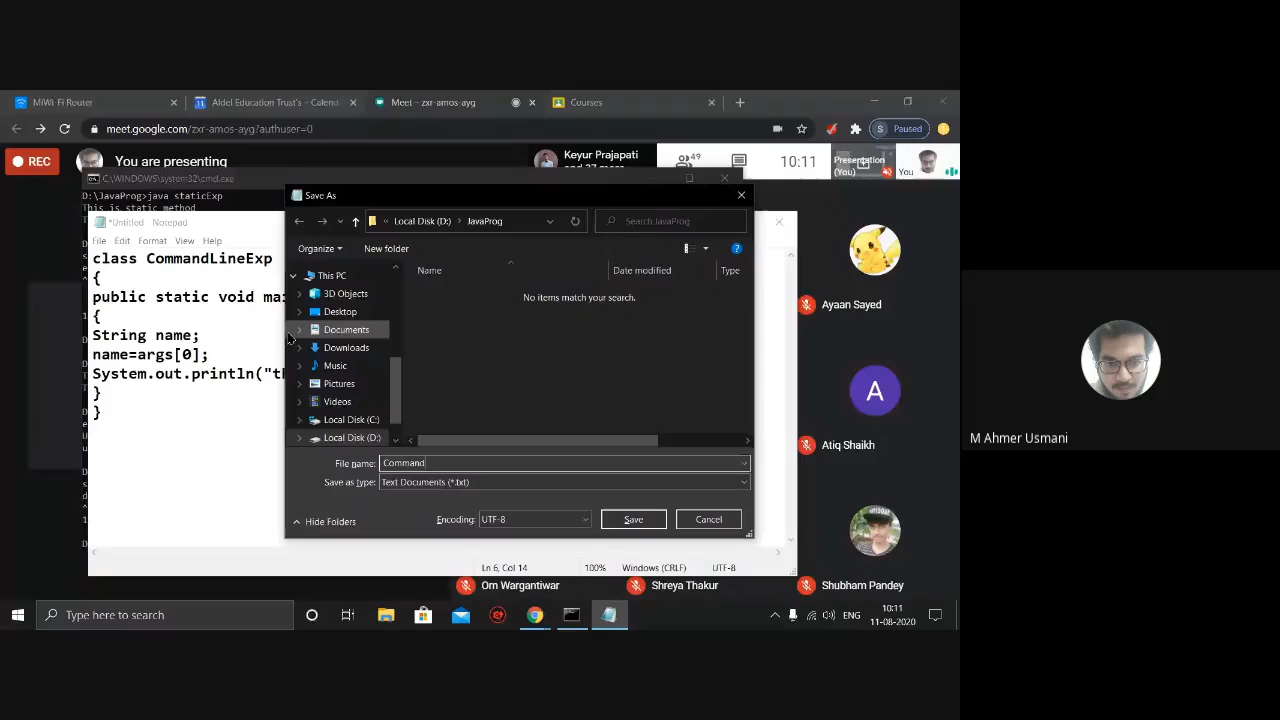 MiWi-Fi Router
Aldel Education Trust's – Calend
Meet – zxr-amos-ayg
Courses
meet.google.com/zxr-amos-ayg?authuser=0
S Paused
REC
You are presenting
Keyur Prajapati
49
10:11
Presentation
(You)
You
C:\WINDOWS\system32\cmd.exe
D:\JavaProg>java staticExp
This is static method
*Untitled - Notepad
File Edit Format View Help
class CommandLineExp
{
public static void mai
{
String name;
name=args[0];
System.out.println("th
}
}
Save As
« Local Disk (D:) > JavaProg
Search JavaProg
Organize
New folder
Name
Date modified
Type
No items match your search.
This PC
3D Objects
Desktop
Documents
Downloads
Music
Pictures
Videos
Local Disk (C:)
Local Disk (D:)
File name: Command
Save as type: Text Documents (*.txt)
Hide Folders
Encoding: UTF-8
Save
Cancel
Ln 6, Col 14
100%
Windows (CRLF)
UTF-8
Ayaan Sayed
A
Atiq Shaikh
Om Wargantiwar
Shreya Thakur
Shubham Pandey
M Ahmer Usmani
Type here to search
ENG
10:11
11-08-2020